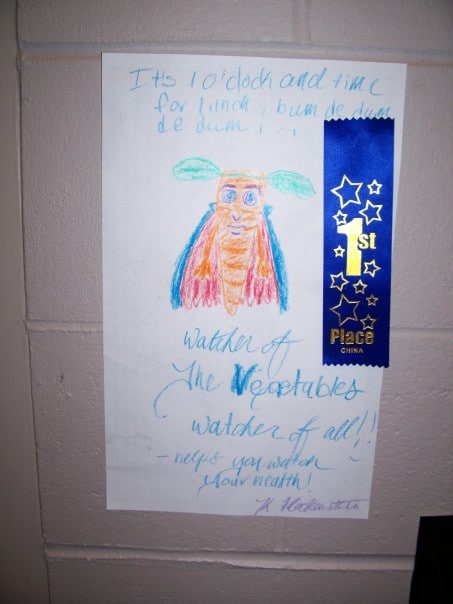 It's 1 o'clock and time
for lunch, bum de dum
de dum...
1st
Place
CHINA
Watcher of
The Vegetables
Watcher of all!!
-helps you watch
your health!